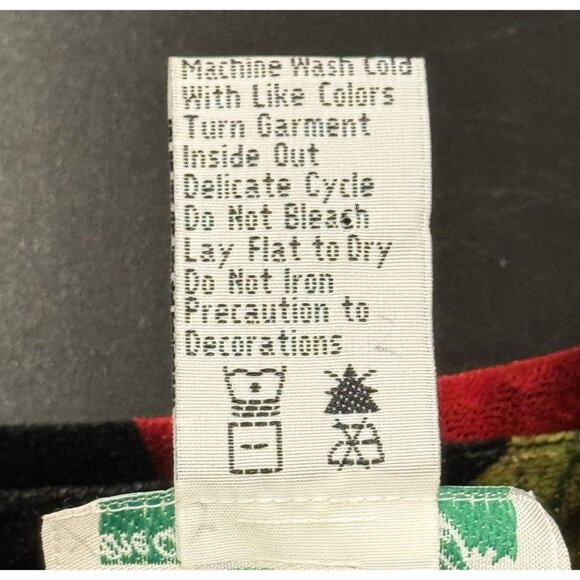 Machine Wash Cold
With Like Colors
Turn Garment
Inside Out
Delicate Cycle
Do Not Bleach
Lay Flat to Dry
Do Not Iron
Precaution to
Decorations